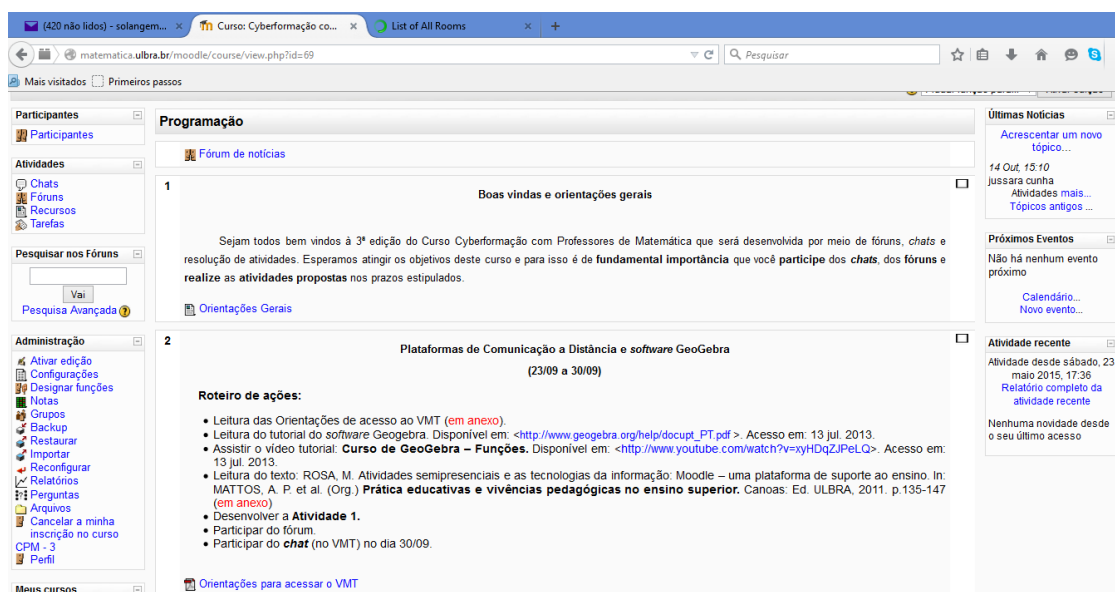 (420 não lidos) - solangem...
Curso: Cyberformação co...
List of All Rooms
matematica.ulbra.br/moodle/course/view.php?id=69
Pesquisar
Mais visitados
Primeiros passos
Participantes
Participantes
Atividades
Chats
Fóruns
Recursos
Tarefas
Pesquisar nos Fóruns
Vai
Pesquisa Avançada
Administração
Ativar edição
Configurações
Designar funções
Notas
Grupos
Backup
Restaurar
Importar
Reconfigurar
Relatórios
Perguntas
Arquivos
Cancelar a minha
inscrição no curso
CPM - 3
Perfil
Meus cursos
Programação
Fórum de notícias
1
Boas vindas e orientações gerais
Sejam todos bem vindos à 3ª edição do Curso Cyberformação com Professores de Matemática que será desenvolvida por meio de fóruns, chats e
resolução de atividades. Esperamos atingir os objetivos deste curso e para isso é de fundamental importância que você participe dos chats, dos fóruns e
realize as atividades propostas nos prazos estipulados.
Orientações Gerais
2
Plataformas de Comunicação a Distância e software GeoGebra
(23/09 a 30/09)
Roteiro de ações:
• Leitura das Orientações de acesso ao VMT (em anexo).
• Leitura do tutorial do software Geogebra. Disponível em: <http://www.geogebra.org/help/docupt_PT.pdf >. Acesso em: 13 jul. 2013.
• Assistir o vídeo tutorial: Curso de GeoGebra – Funções. Disponível em: <http://www.youtube.com/watch?v=xyHDqZJPeLQ>. Acesso em:
13 jul. 2013.
• Leitura do texto: ROSA, M. Atividades semipresenciais e as tecnologias da informação: Moodle – uma plataforma de suporte ao ensino. In:
MATTOS, A. P. et al. (Org.) Prática educativas e vivências pedagógicas no ensino superior. Canoas: Ed. ULBRA, 2011. p.135-147
(em anexo)
• Desenvolver a Atividade 1.
• Participar do fórum.
• Participar do chat (no VMT) no dia 30/09.
Orientações para acessar o VMT
Últimas Notícias
Acrescentar um novo
tópico...
14 Out, 15:10
jussara cunha
Atividades mais...
Tópicos antigos ...
Próximos Eventos
Não há nenhum evento
próximo
Calendário...
Novo evento...
Atividade recente
Atividade desde sábado, 23
maio 2015, 17:36
Relatório completo da
atividade recente
Nenhuma novidade desde
o seu último acesso